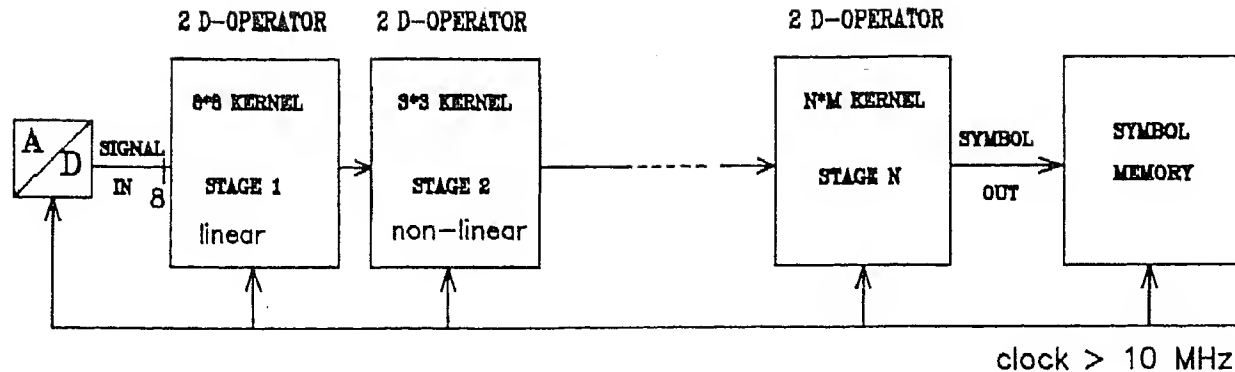 2 D-OPERATOR
2 D-OPERATOR
2 D-OPERATOR
8*8 KERNEL
3*3 KERNEL
N*M KERNEL
A
D
SIGNAL
IN
8
STAGE 1
linear
STAGE 2
non-linear
STAGE N
SYMBOL
OUT
SYMBOL
MEMORY
clock > 10 MHz